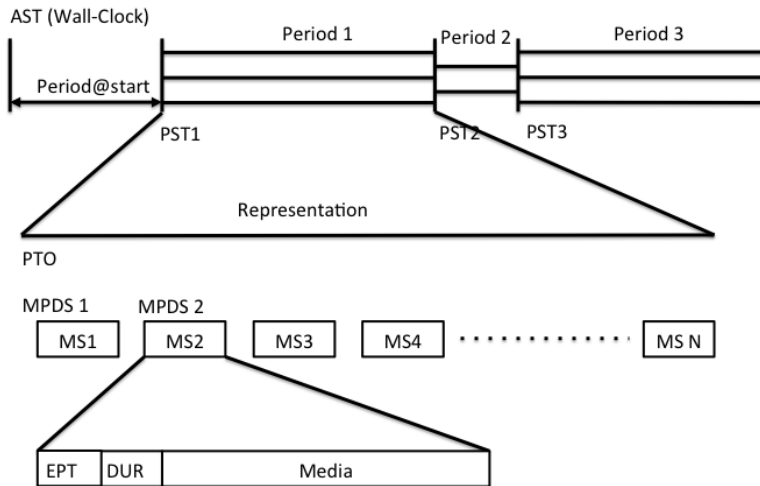 AST (Wall-Clock)
Period 1
Period 2
Period 3
Period@start
PST1
PST2
PST3
Representation
PTO
MPDS 1
MPDS 2
MS1
MS2
MS3
MS4
MS N
EPT
DUR
Media